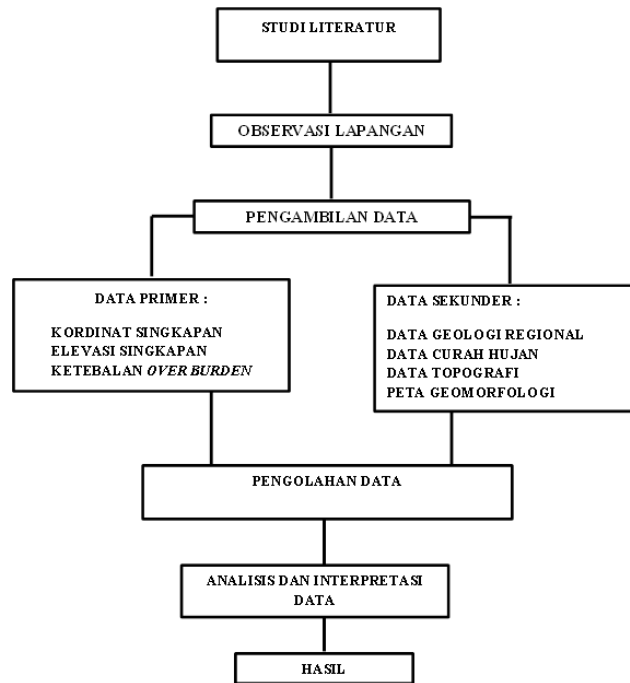 STUDI LITERATUR
OBSERVASI LAPANGAN
PENGAMBILAN DATA
DATA PRIMER :
KORDINAT SINGKAPAN
ELEVASI SINGKAPAN
KETEBALAN OVER BURDEN
DATA SEKUNDER :
DATA GEOLOGI REGIONAL
DATA CURAH HUJAN
DATA TOPOGRAFI
PETA GEOMORFOLOGI
PENGOLAHAN DATA
ANALISIS DAN INTERPRETASI
DATA
HASIL